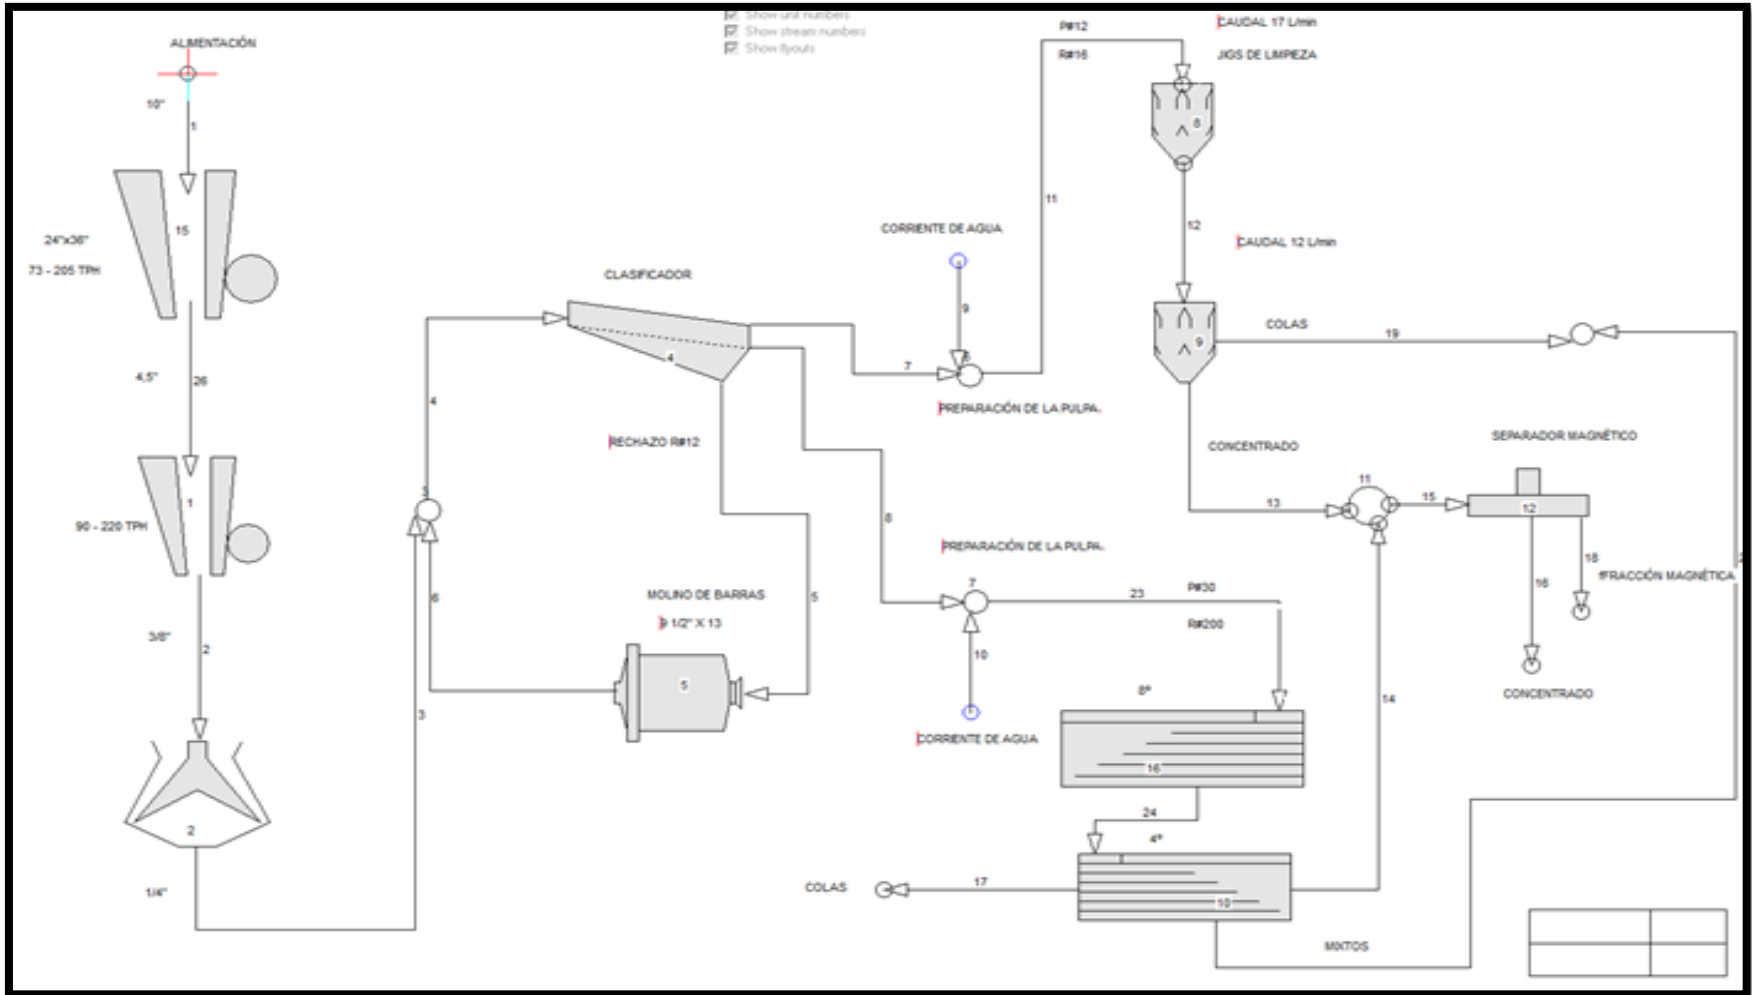 Show unit numbers
Show stream numbers
Show flyouts
ALIMENTACIÓN
10"
1
15
24"x36"
73 - 205 TPH
4,5"
26
1
90 - 220 TPH
3/8"
2
2
1/4"
3
3
4
6
CLASIFICADOR
4
RECHAZO R#12
MOLINO DE BARRAS
9 1/2" X 13
5
5
7
8
CORRIENTE DE AGUA
9
PREPARACIÓN DE LA PULPA.
PREPARACIÓN DE LA PULPA.
7
10
CORRIENTE DE AGUA
23
P#30
R#200
P#12
R#16
11
CAUDAL 17 L/min
JIGS DE LIMPIEZA
8
12
CAUDAL 12 L/min
9
COLAS
19
CONCENTRADO
13
11
15
SEPARADOR MAGNÉTICO
12
16
18
fFRACCIÓN MAGNÉTICA
CONCENTRADO
14
8°
16
24
4°
10
COLAS
17
MIXTOS